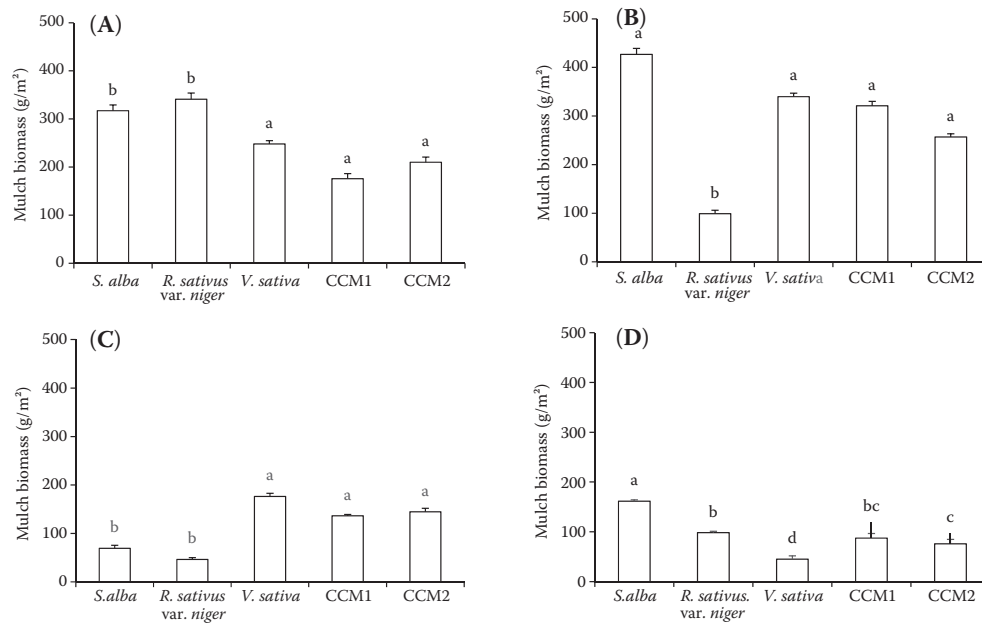 (A)
Mulch biomass (g/m²)
500
400
300
200
100
0
b
b
a
a
a
S. alba
R. sativus
var. niger
V. sativa
CCM1
CCM2
(B)
Mulch biomass (g/m²)
500
400
300
200
100
0
a
b
a
a
a
S. alba
R. sativus
var. niger
V. sativa
CCM1
CCM2
(C)
Mulch biomass (g/m²)
500
400
300
200
100
0
b
b
a
a
a
S.alba
R. sativus
var. niger
V. sativa
CCM1
CCM2
(D)
Mulch biomass (g/m²)
500
400
300
200
100
0
a
b
d
bc
c
S.alba
R. sativus.
var. niger
V. sativa
CCM1
CCM2